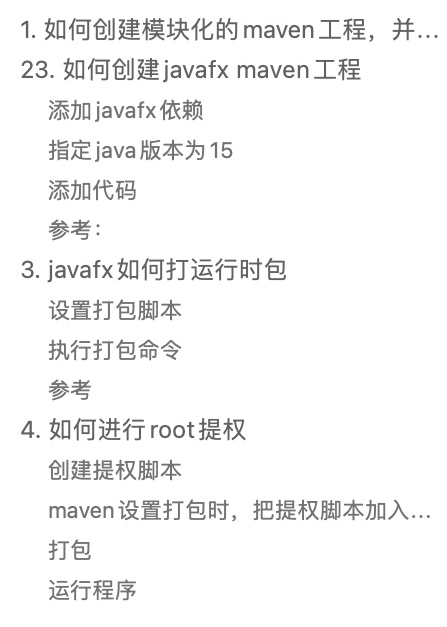 1. 如何创建模块化的maven工程，并...
23. 如何创建javafx maven工程
添加javafx依赖
指定java版本为15
添加代码
参考：
3. javafx如何打运行时包
设置打包脚本
执行打包命令
参考
4. 如何进行root提权
创建提权脚本
maven设置打包时，把提权脚本加入...
打包
运行程序